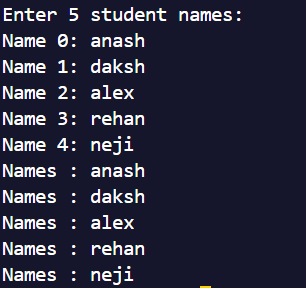 Enter 5 student names:
Name 0: anash
Name 1: daksh
Name 2: alex
Name 3: rehan
Name 4: neji
Names : anash
Names : daksh
Names : alex
Names : rehan
Names : neji